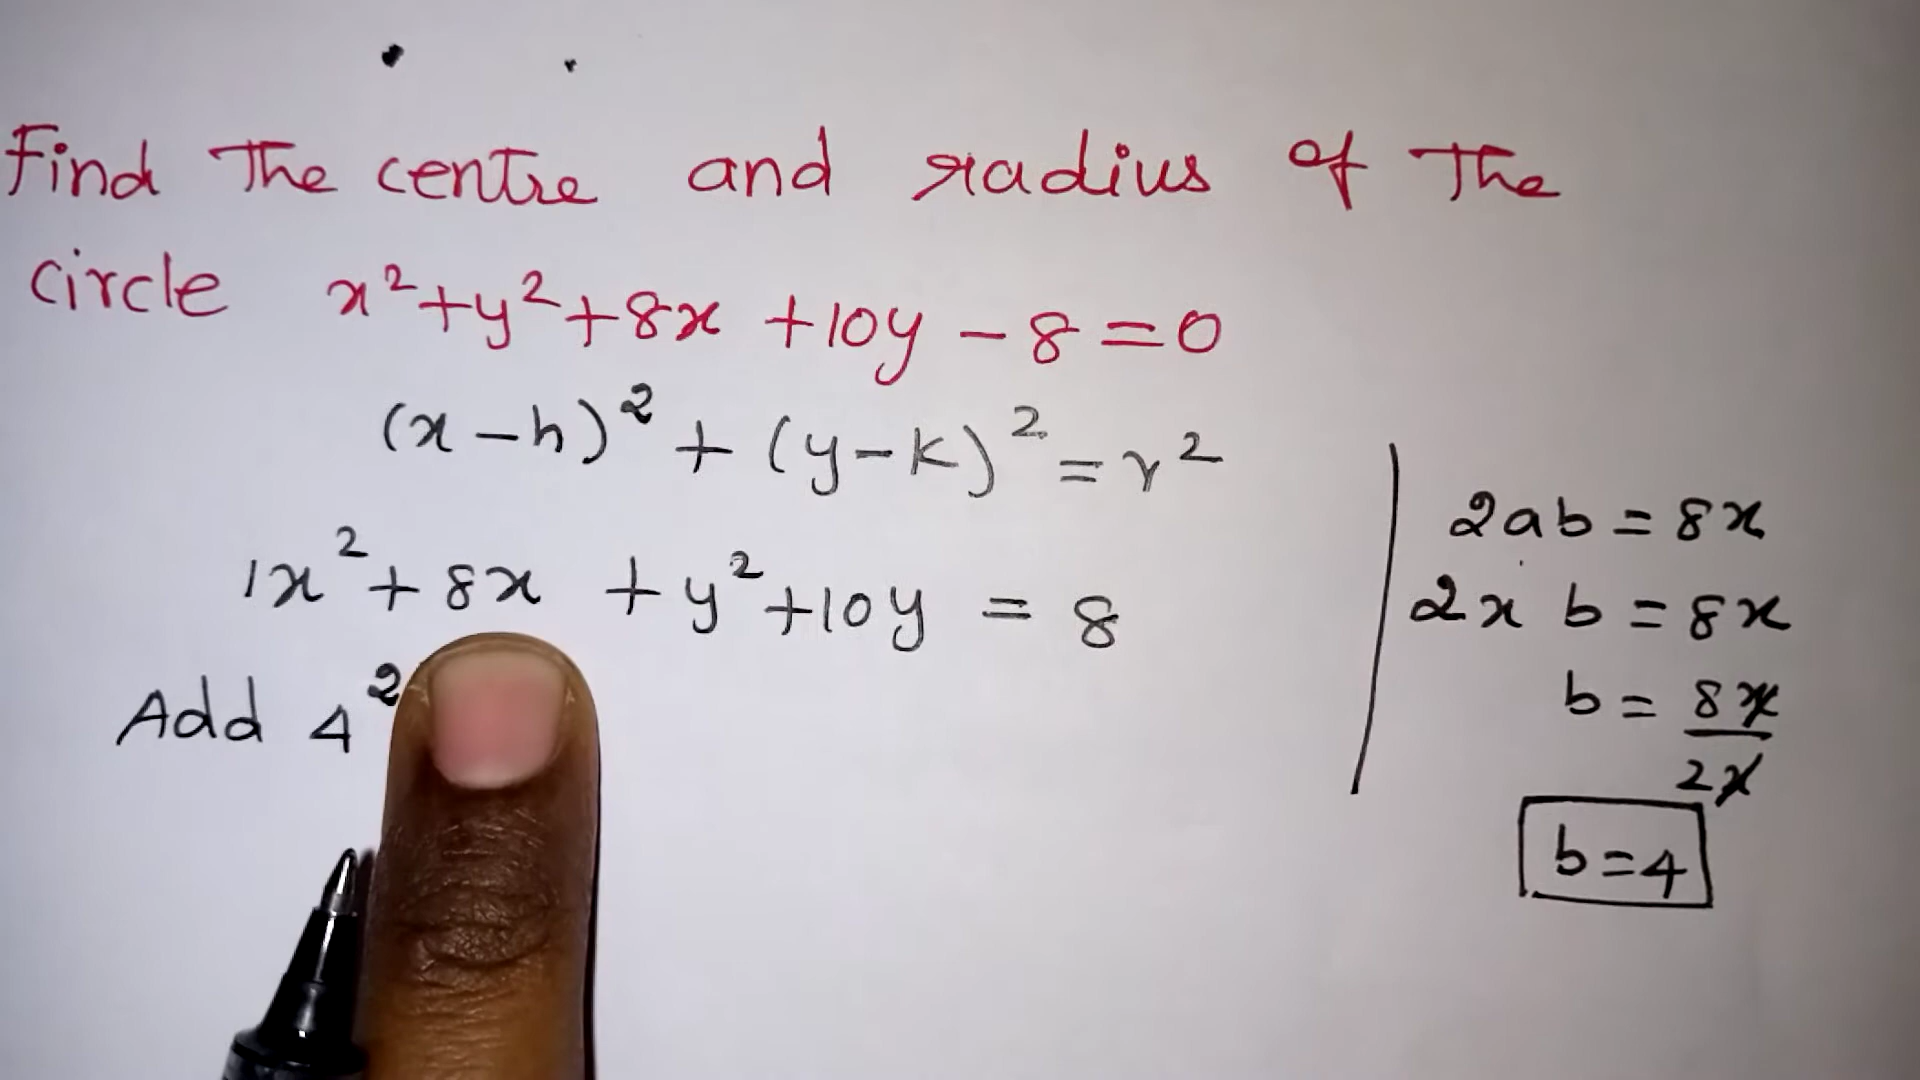 Find The centre and radius of The
circle x²+y²+8x +10y -8=0
(x-h)² + (y-k)² = r²
1x²+8x +y²+10y = 8
Add 4²
2ab = 8x
2x b = 8x
b = 8x
2x
b=4